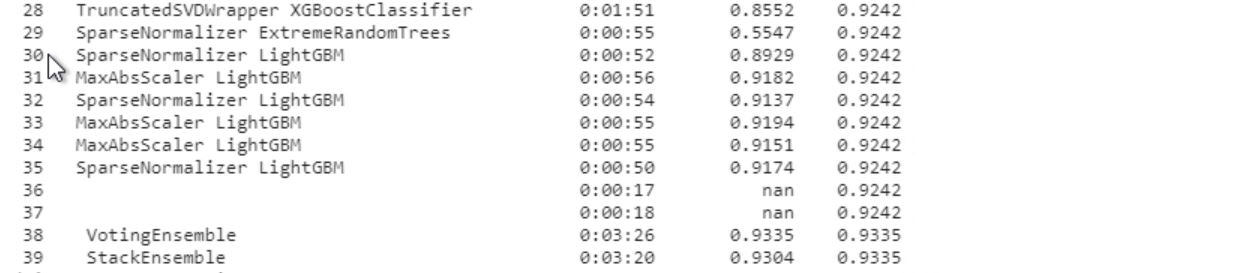 28 TruncatedSVDWrapper XGBoostClassifier 0:01:51 0.8552 0.9242
29 SparseNormalizer ExtremeRandomTrees 0:00:55 0.5547 0.9242
30 SparseNormalizer LightGBM 0:00:52 0.8929 0.9242
31 MaxAbsScaler LightGBM 0:00:56 0.9182 0.9242
32 SparseNormalizer LightGBM 0:00:54 0.9137 0.9242
33 MaxAbsScaler LightGBM 0:00:55 0.9194 0.9242
34 MaxAbsScaler LightGBM 0:00:55 0.9151 0.9242
35 SparseNormalizer LightGBM 0:00:50 0.9174 0.9242
36 0:00:17 nan 0.9242
37 0:00:18 nan 0.9242
38 VotingEnsemble 0:03:26 0.9335 0.9335
39 StackEnsemble 0:03:20 0.9304 0.9335